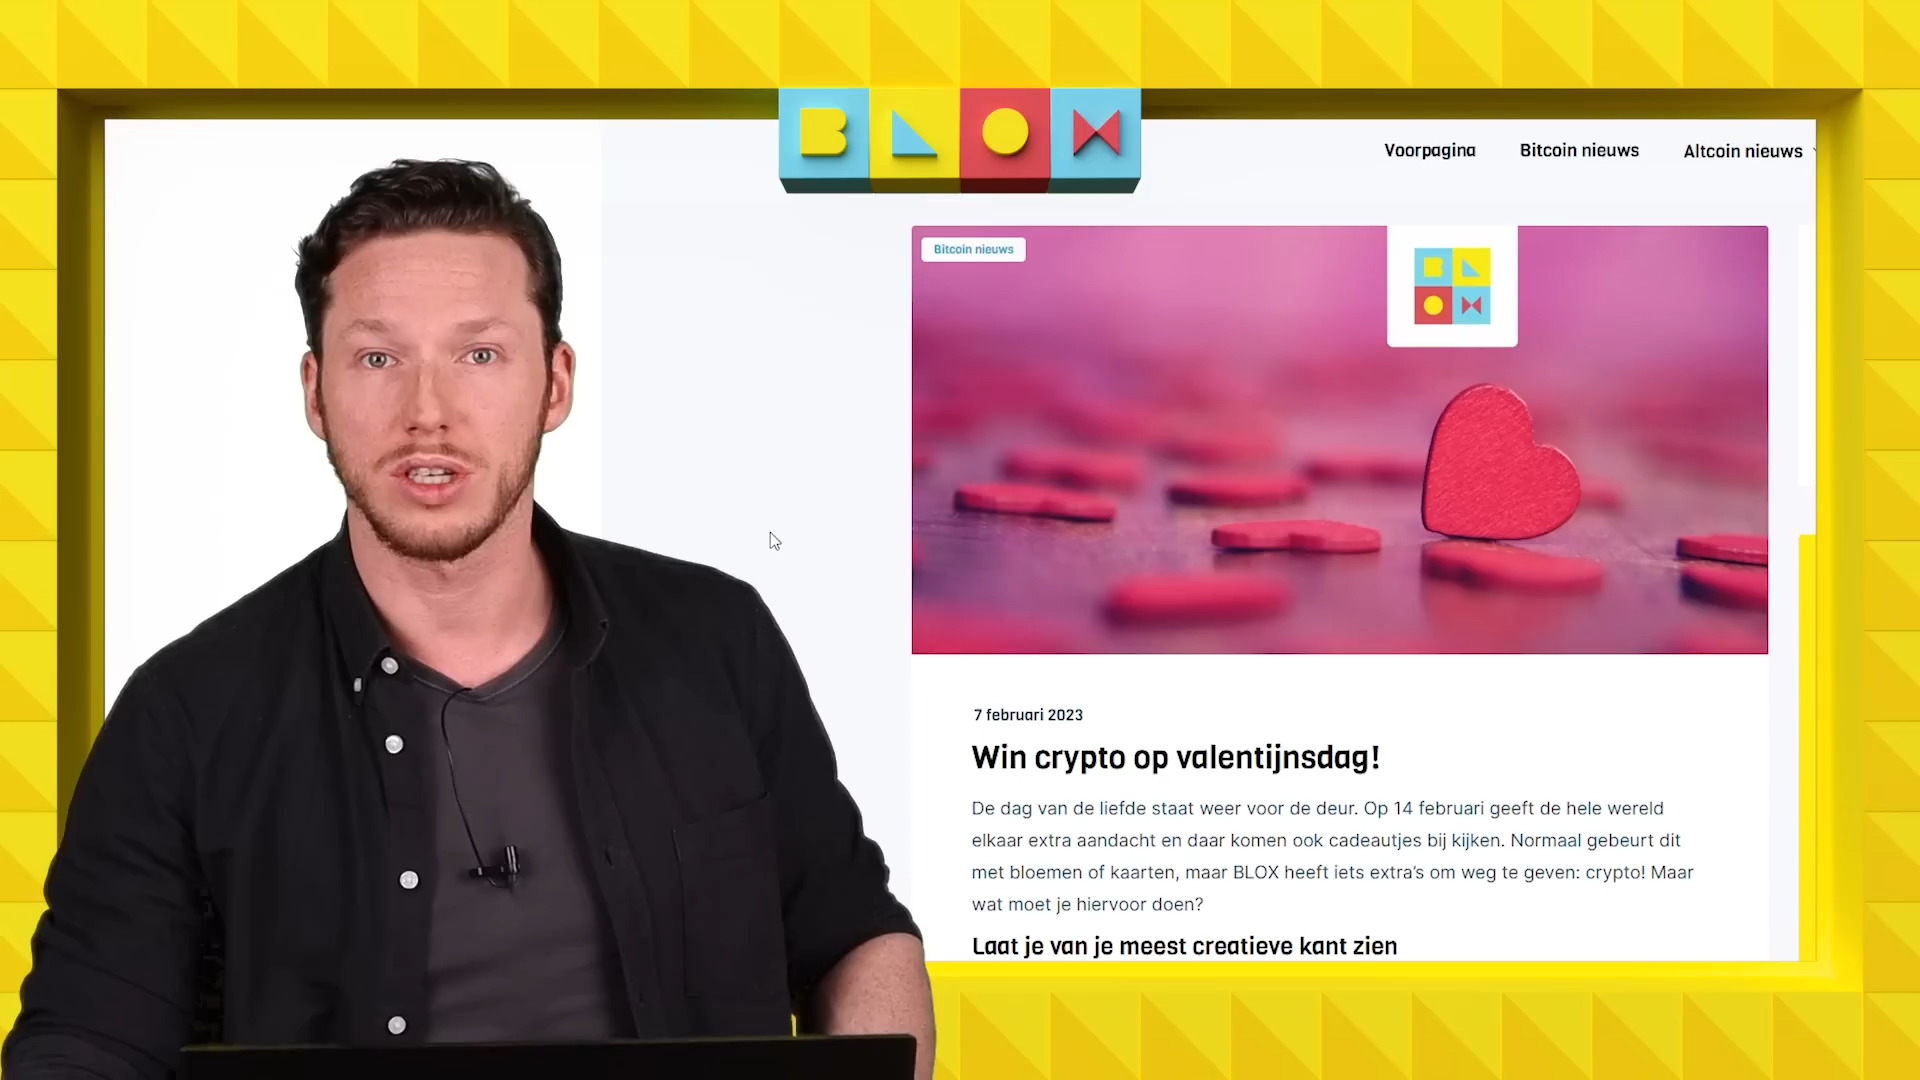 BLOX
Voorpagina Bitcoin nieuws Altcoin nieuws
Bitcoin nieuws
BLOX
7 februari 2023
Win crypto op valentijnsdag!
De dag van de liefde staat weer voor de deur. Op 14 februari geeft de hele wereld
elkaar extra aandacht en daar komen ook cadeautjes bij kijken. Normaal gebeurt dit
met bloemen of kaarten, maar BLOX heeft iets extra’s om weg te geven: crypto! Maar
wat moet je hiervoor doen?
Laat je van je meest creatieve kant zien